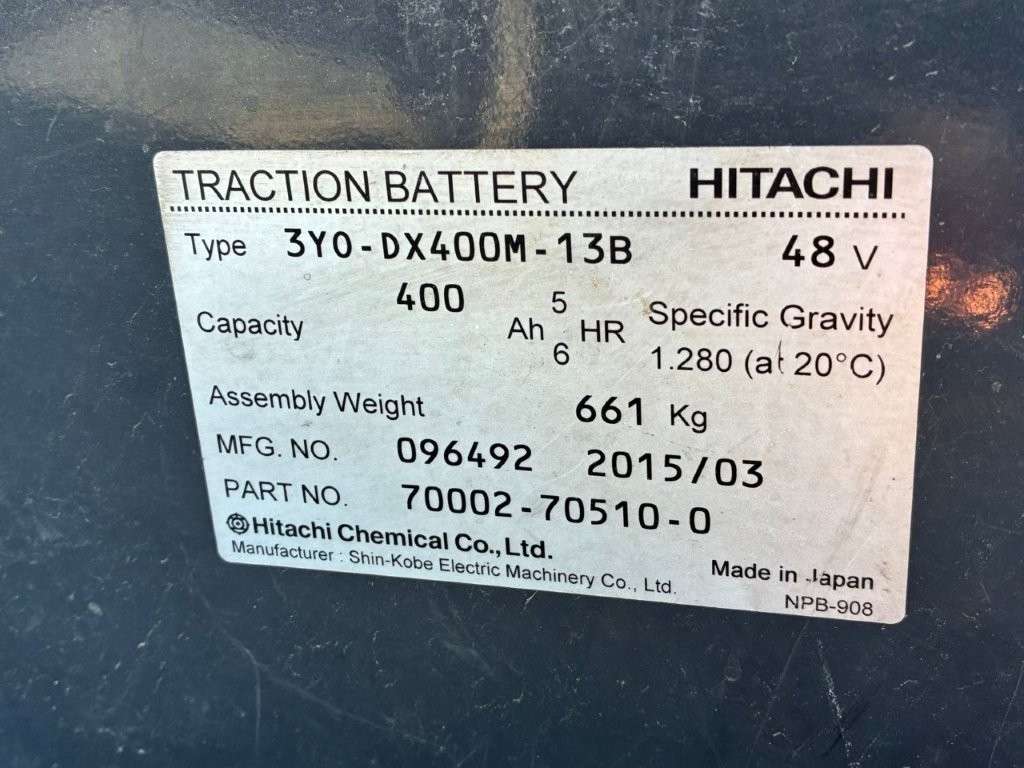 TRACTION BATTERY HITACHI
Type 3Y0-DX400M-13B 48 V
Capacity 400 Ah 5 HR 6
Specific Gravity
1.280 (at 20°C)
Assembly Weight 661 Kg
MFG. NO. 096492 2015/03
PART NO. 70002-70510-0
Hitachi Chemical Co., Ltd.
Manufacturer : Shin-Kobe Electric Machinery Co., Ltd.
Made in Japan
NPB-908